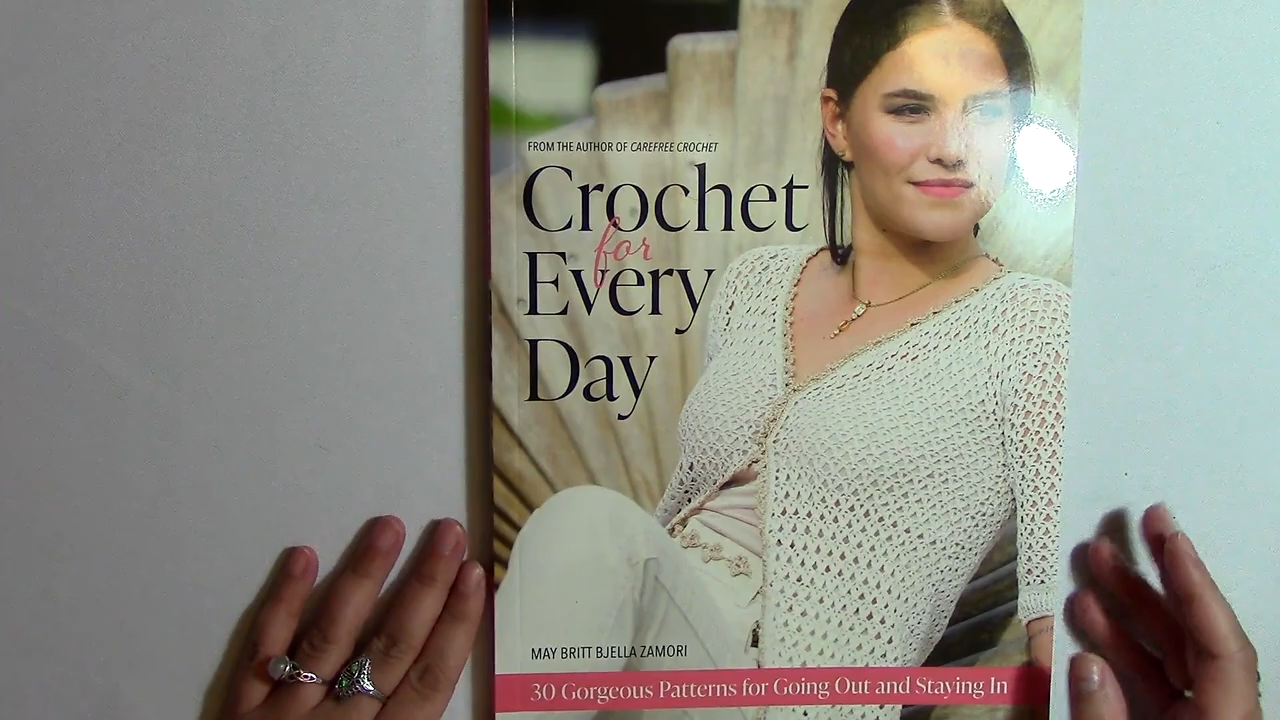 FROM THE AUTHOR OF CAREFREE CROCHET
Crochet
for
Every
Day
MAY BRITT BJELLA ZAMORI
30 Gorgeous Patterns for Going Out and Staying In